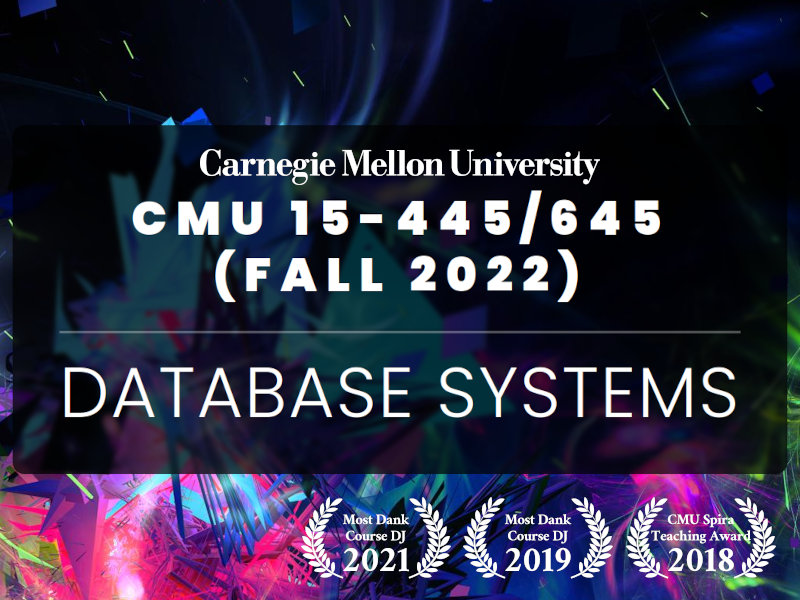 Carnegie Mellon University
CMU 15-445/645
(FALL 2022)
DATABASE SYSTEMS
Most Dank
Course DJ
2021
Most Dank
Course DJ
2019
CMU Spira
Teaching Award
2018